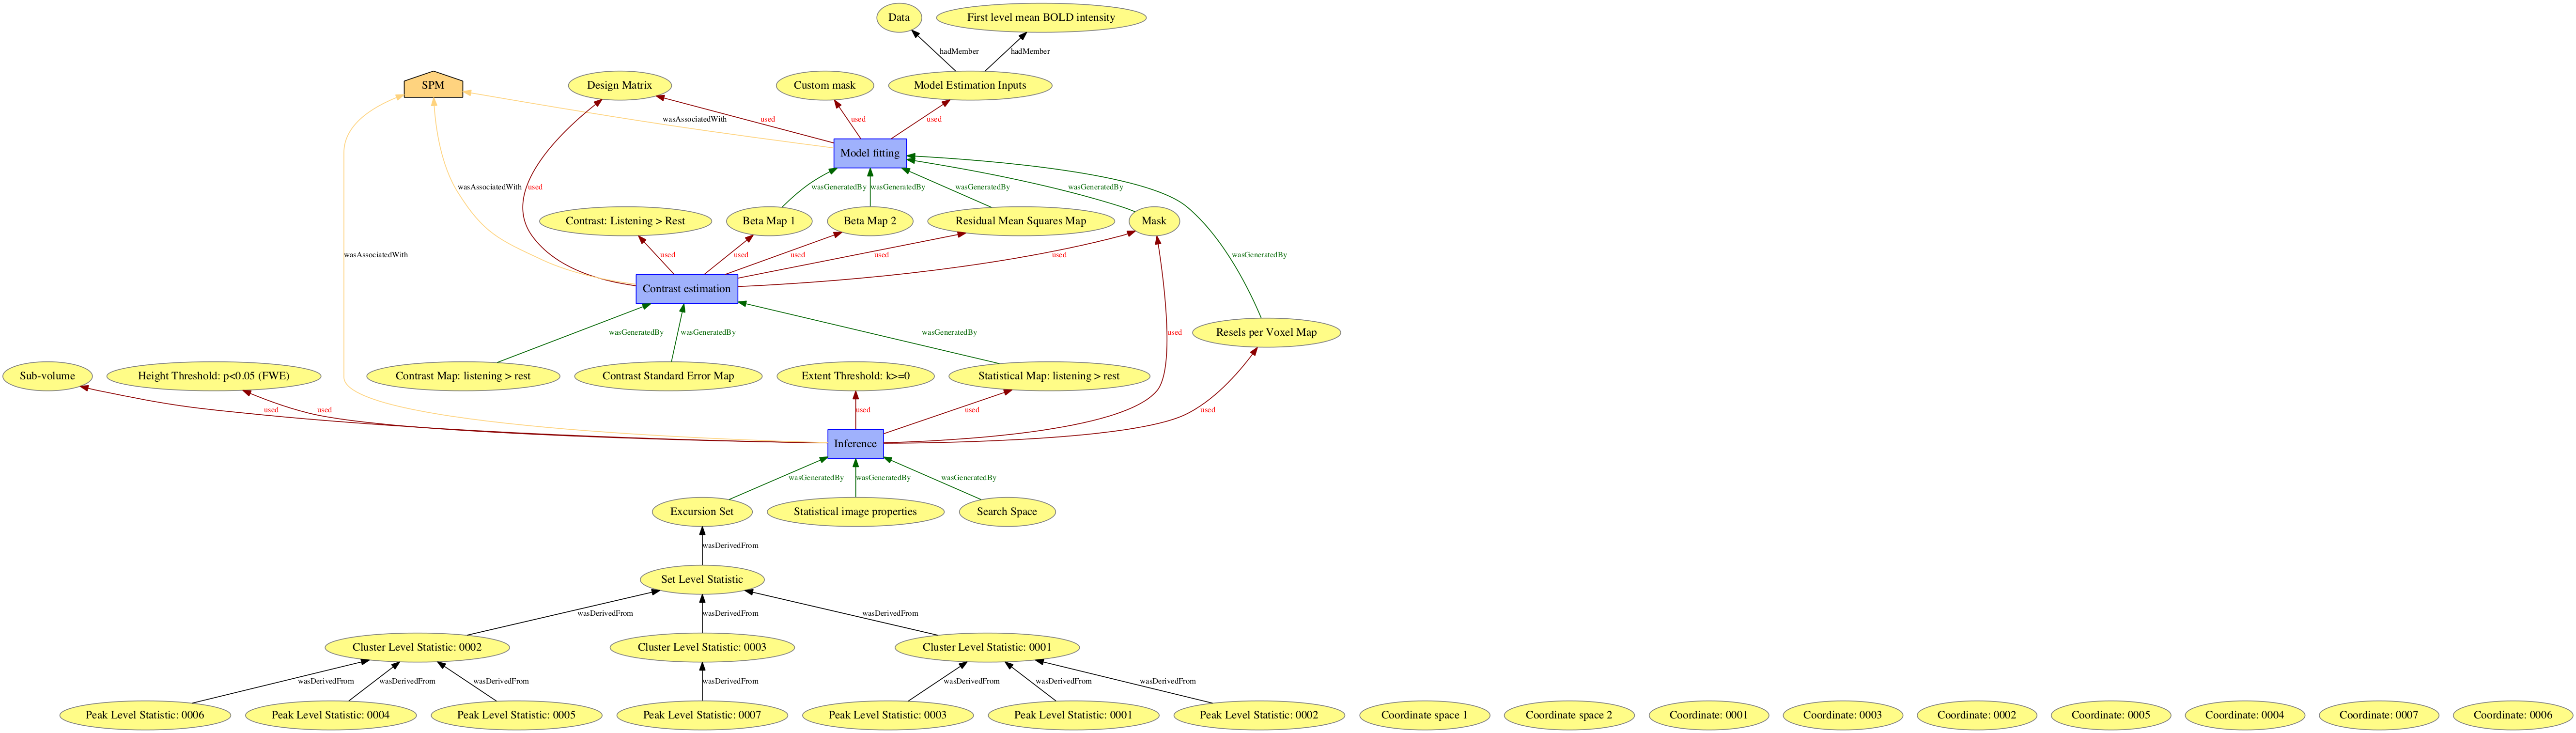 Data
First level mean BOLD intensity
hadMember
hadMember
SPM
Design Matrix
Custom mask
Model Estimation Inputs
wasAssociatedWith
used
used
used
Model fitting
wasAssociatedWith
used
wasGeneratedBy
wasGeneratedBy
wasGeneratedBy
wasGeneratedBy
Contrast: Listening > Rest
Beta Map 1
Beta Map 2
Residual Mean Squares Map
Mask
wasAssociatedWith
used
used
used
used
used
wasGeneratedBy
Contrast estimation
wasGeneratedBy
wasGeneratedBy
wasGeneratedBy
used
Resels per Voxel Map
Sub-volume
Height Threshold: p<0.05 (FWE)
Contrast Map: listening > rest
Contrast Standard Error Map
Extent Threshold: k>=0
Statistical Map: listening > rest
used
used
used
used
used
Inference
wasGeneratedBy
wasGeneratedBy
wasGeneratedBy
Excursion Set
Statistical image properties
Search Space
wasDerivedFrom
Set Level Statistic
wasDerivedFrom
wasDerivedFrom
wasDerivedFrom
Cluster Level Statistic: 0002
Cluster Level Statistic: 0003
Cluster Level Statistic: 0001
wasDerivedFrom
wasDerivedFrom
wasDerivedFrom
wasDerivedFrom
wasDerivedFrom
wasDerivedFrom
wasDerivedFrom
Peak Level Statistic: 0006
Peak Level Statistic: 0004
Peak Level Statistic: 0005
Peak Level Statistic: 0007
Peak Level Statistic: 0003
Peak Level Statistic: 0001
Peak Level Statistic: 0002
Coordinate space 1
Coordinate space 2
Coordinate: 0001
Coordinate: 0003
Coordinate: 0002
Coordinate: 0005
Coordinate: 0004
Coordinate: 0007
Coordinate: 0006